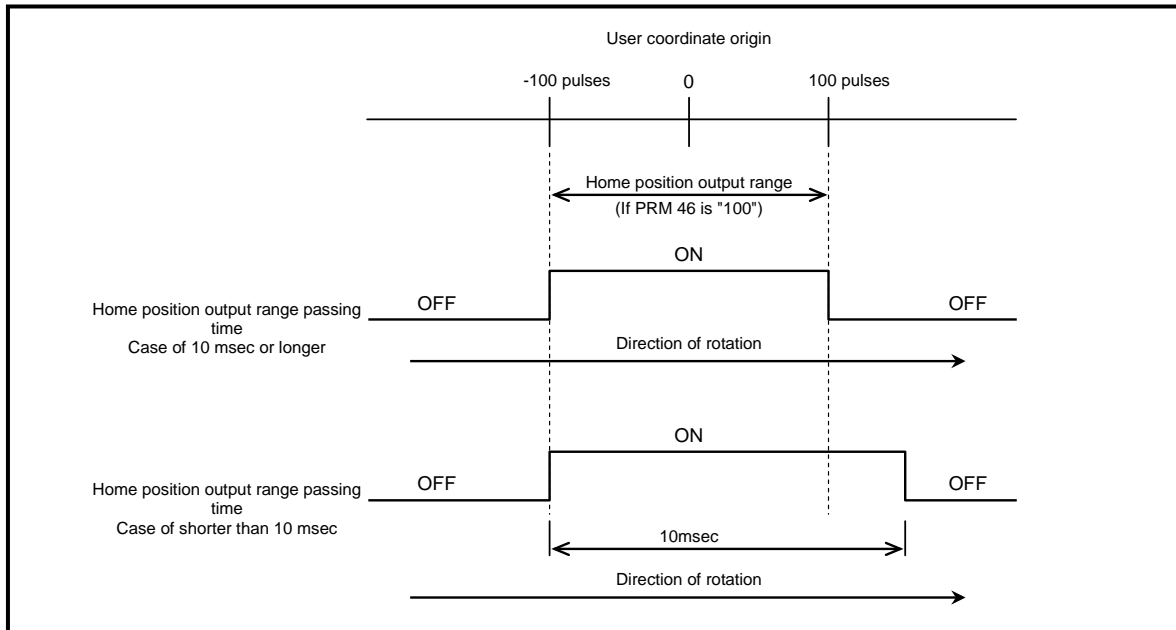 User coordinate origin
-100 pulses
0
100 pulses
Home position output range
(If PRM 46 is "100")
ON
OFF
OFF
Home position output range passing
time
Case of 10 msec or longer
Direction of rotation
ON
OFF
OFF
Home position output range passing
time
Case of shorter than 10 msec
10msec
Direction of rotation